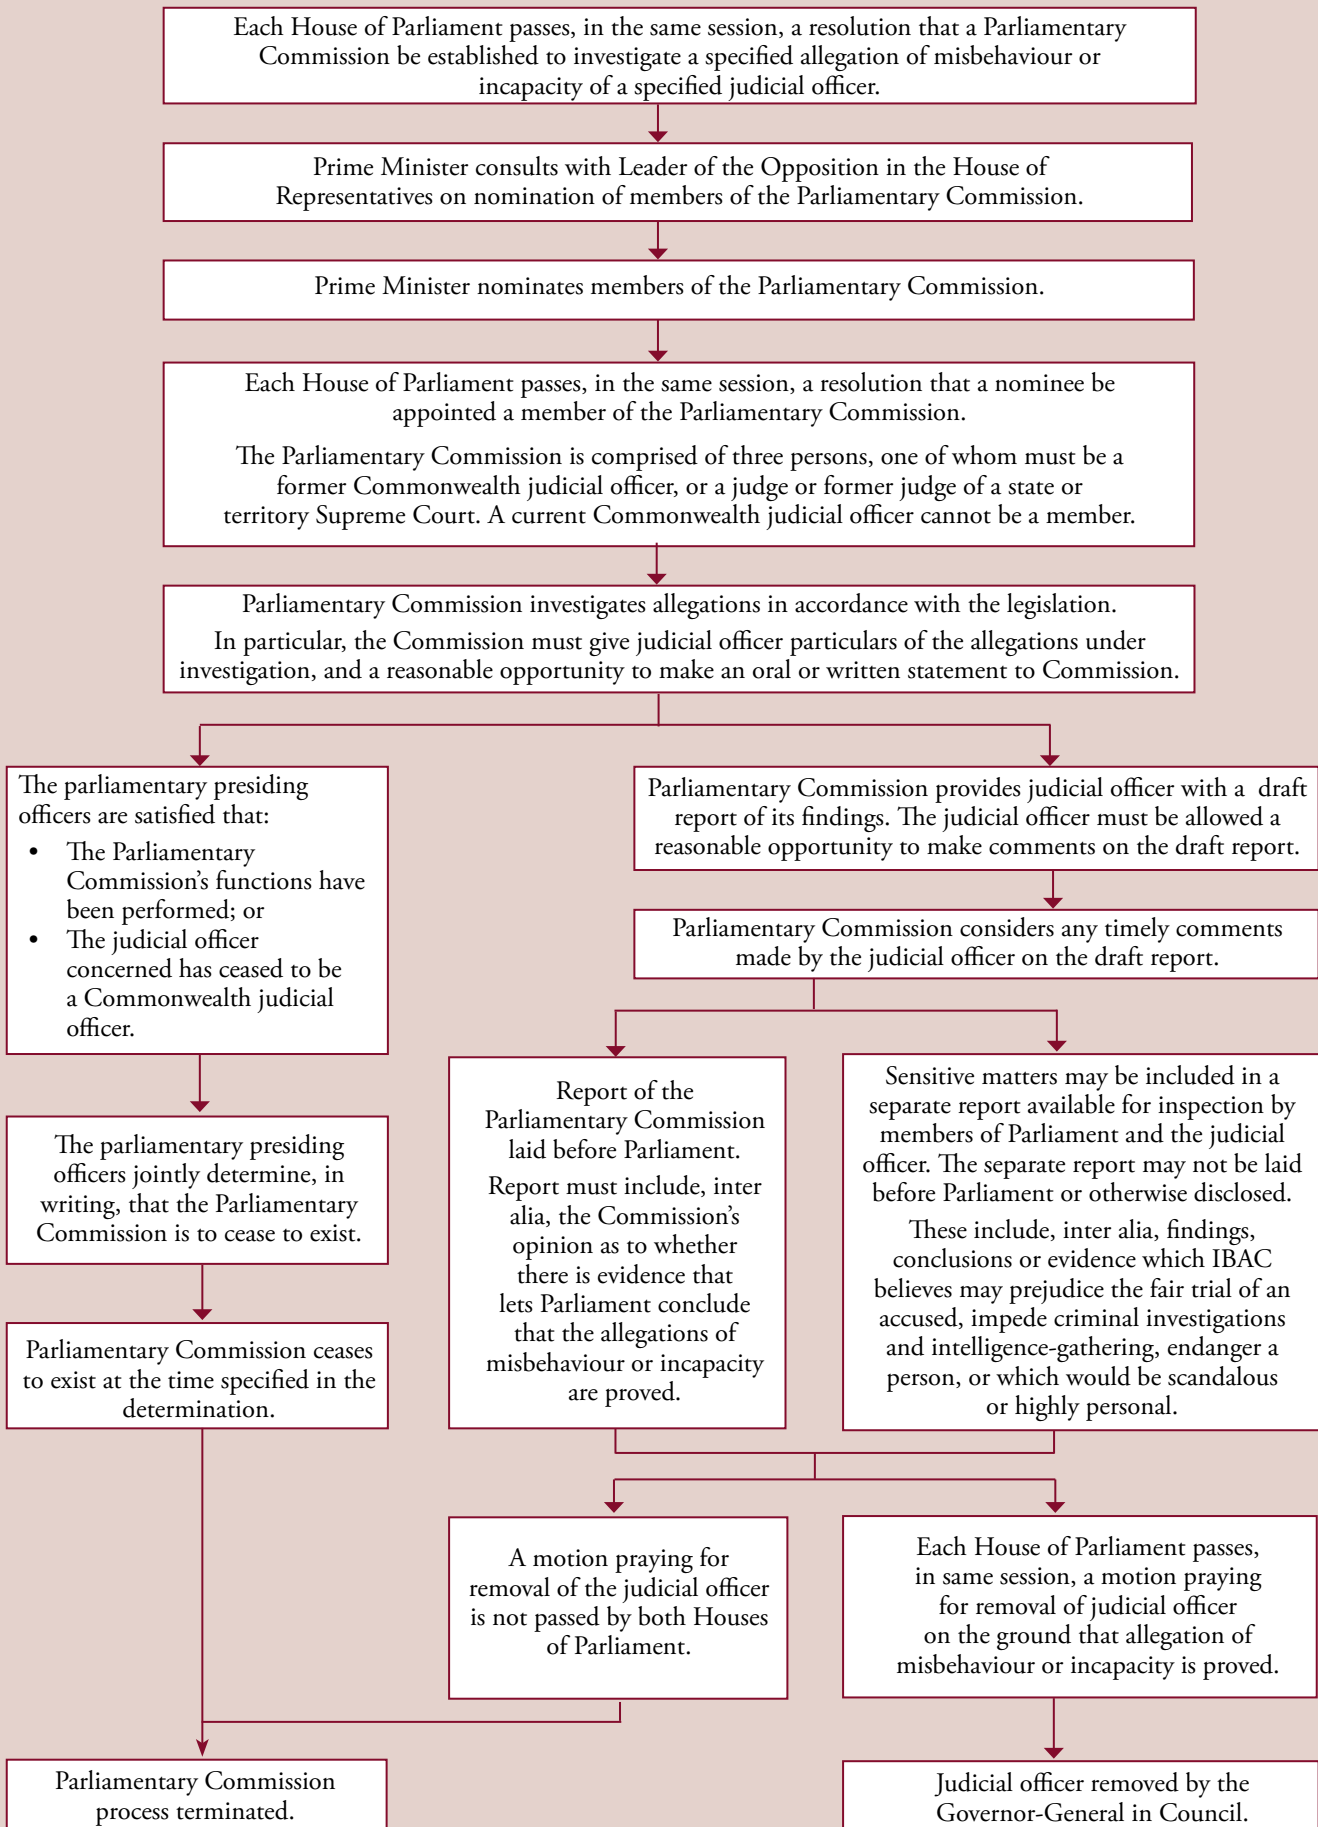 Each House of Parliament passes, in the same session, a resolution that a Parliamentary
Commission be established to investigate a specified allegation of misbehaviour or
incapacity of a specified judicial officer.
Prime Minister consults with Leader of the Opposition in the House of
Representatives on nomination of members of the Parliamentary Commission.
Prime Minister nominates members of the Parliamentary Commission.
Each House of Parliament passes, in the same session, a resolution that a nominee be
appointed a member of the Parliamentary Commission.
The Parliamentary Commission is comprised of three persons, one of whom must be a
former Commonwealth judicial officer, or a judge or former judge of a state or
territory Supreme Court. A current Commonwealth judicial officer cannot be a member.
Parliamentary Commission investigates allegations in accordance with the legislation.
In particular, the Commission must give judicial officer particulars of the allegations under
investigation, and a reasonable opportunity to make an oral or written statement to Commission.
The parliamentary presiding
officers are satisfied that:
• The Parliamentary
Commission's functions have
been performed; or
• The judicial officer
concerned has ceased to be
a Commonwealth judicial
officer.
The parliamentary presiding
officers jointly determine, in
writing, that the Parliamentary
Commission is to cease to exist.
Parliamentary Commission ceases
to exist at the time specified in the
determination.
Parliamentary Commission provides judicial officer with a draft
report of its findings. The judicial officer must be allowed a
reasonable opportunity to make comments on the draft report.
Parliamentary Commission considers any timely comments
made by the judicial officer on the draft report.
Report of the
Parliamentary Commission
laid before Parliament.
Report must include, inter
alia, the Commission's
opinion as to whether
there is evidence that
lets Parliament conclude
that the allegations of
misbehaviour or incapacity
are proved.
Sensitive matters may be included in a
separate report available for inspection by
members of Parliament and the judicial
officer. The separate report may not be laid
before Parliament or otherwise disclosed.
These include, inter alia, findings,
conclusions or evidence which IBAC
believes may prejudice the fair trial of an
accused, impede criminal investigations
and intelligence-gathering, endanger a
person, or which would be scandalous
or highly personal.
A motion praying for
removal of the judicial officer
is not passed by both Houses
of Parliament.
Each House of Parliament passes,
in same session, a motion praying
for removal of judicial officer
on the ground that allegation of
misbehaviour or incapacity is proved.
Parliamentary Commission
process terminated.
Judicial officer removed by the
Governor-General in Council.